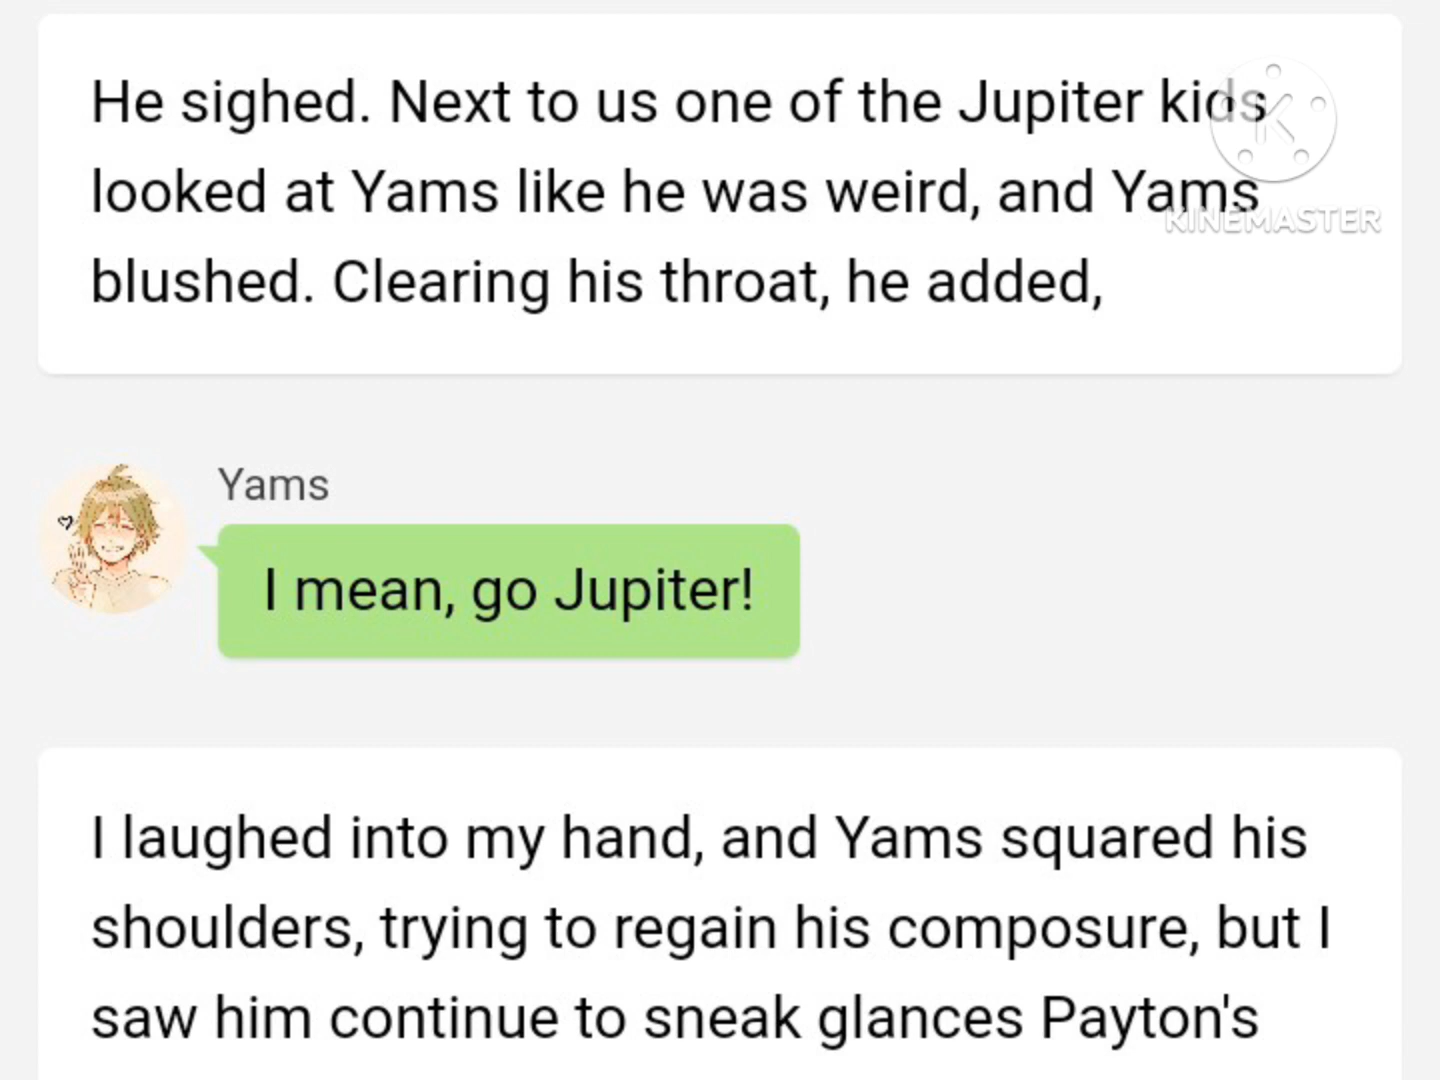 He sighed. Next to us one of the Jupiter kids
looked at Yams like he was weird, and Yams
KINEMASTER
blushed. Clearing his throat, he added,
Yams
I mean, go Jupiter!
I laughed into my hand, and Yams squared his
shoulders, trying to regain his composure, but I
saw him continue to sneak glances Payton's